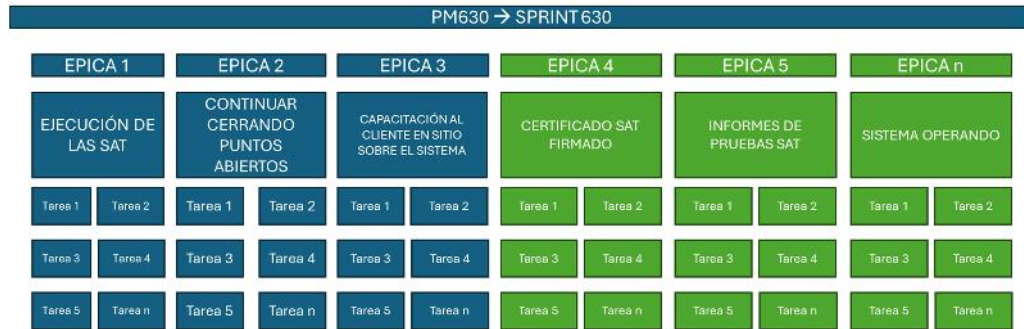 PM630 → SPRINT 630
EPICA 1 EPICA 2 EPICA 3 EPICA 4 EPICA 5 EPICA n
EJECUCIÓN DE
LAS SAT
CONTINUAR
CERRANDO
PUNTOS
ABIERTOS
CAPACITACIÓN AL
CLIENTE EN SITIO
SOBRE EL SISTEMA
CERTIFICADO SAT
FIRMADO
INFORMES DE
PRUEBAS SAT
SISTEMA OPERANDO
Tarea 1 Tarea 2 Tarea 1 Tarea 2 Tarea 1 Tarea 2 Tarea 1 Tarea 2 Tarea 1 Tarea 2 Tarea 1 Tarea 2
Tarea 3 Tarea 4 Tarea 3 Tarea 4 Tarea 3 Tarea 4 Tarea 3 Tarea 4 Tarea 3 Tarea 4 Tarea 3 Tarea 4
Tarea 5 Tarea n Tarea 5 Tarea n Tarea 5 Tarea n Tarea 5 Tarea n Tarea 5 Tarea n Tarea 5 Tarea n